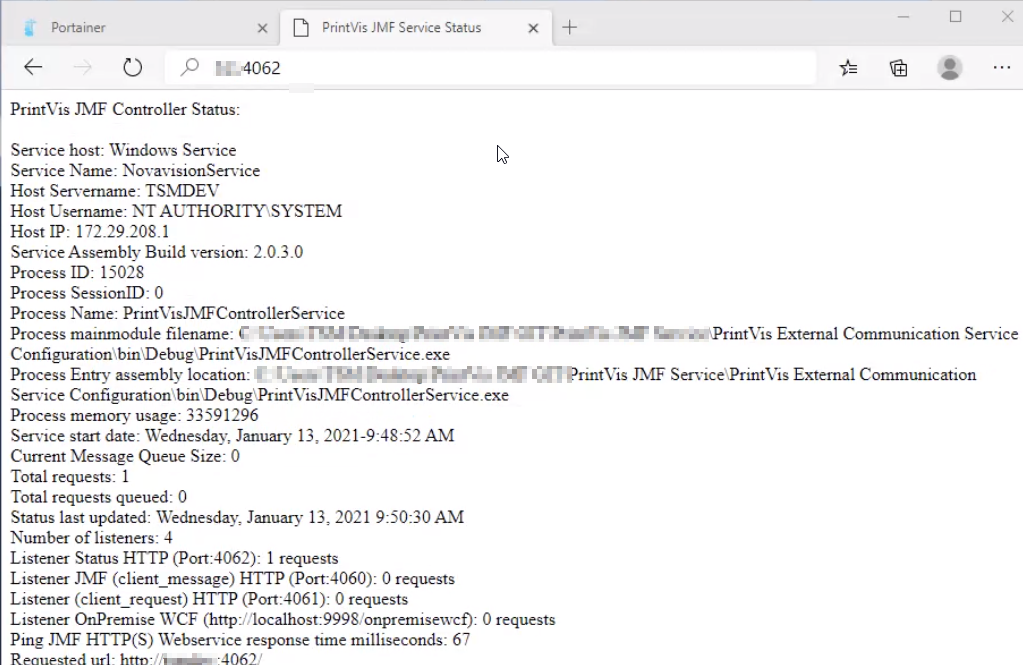 Portainer
PrintVis JMF Service Status
:4062
PrintVis JMF Controller Status:
Service host: Windows Service
Service Name: NovavisionService
Host Servername: TSMDEV
Host Username: NT AUTHORITY\SYSTEM
Host IP: 172.29.208.1
Service Assembly Build version: 2.0.3.0
Process ID: 15028
Process SessionID: 0
Process Name: PrintVisJMFControllerService
Process mainmodule filename: \PrintVis External Communication Service
Configuration\bin\Debug\PrintVisJMFControllerService.exe
Process Entry assembly location: PrintVis JMF Service\PrintVis External Communication
Service Configuration\bin\Debug\PrintVisJMFControllerService.exe
Process memory usage: 33591296
Service start date: Wednesday, January 13, 2021-9:48:52 AM
Current Message Queue Size: 0
Total requests: 1
Total requests queued: 0
Status last updated: Wednesday, January 13, 2021 9:50:30 AM
Number of listeners: 4
Listener Status HTTP (Port:4062): 1 requests
Listener JMF (client_message) HTTP (Port:4060): 0 requests
Listener (client_request) HTTP (Port:4061): 0 requests
Listener OnPremise WCF (http://localhost:9998/onpremisewcf): 0 requests
Ping JMF HTTP(S) Webservice response time milliseconds: 67
Requested url: http:// :4062/